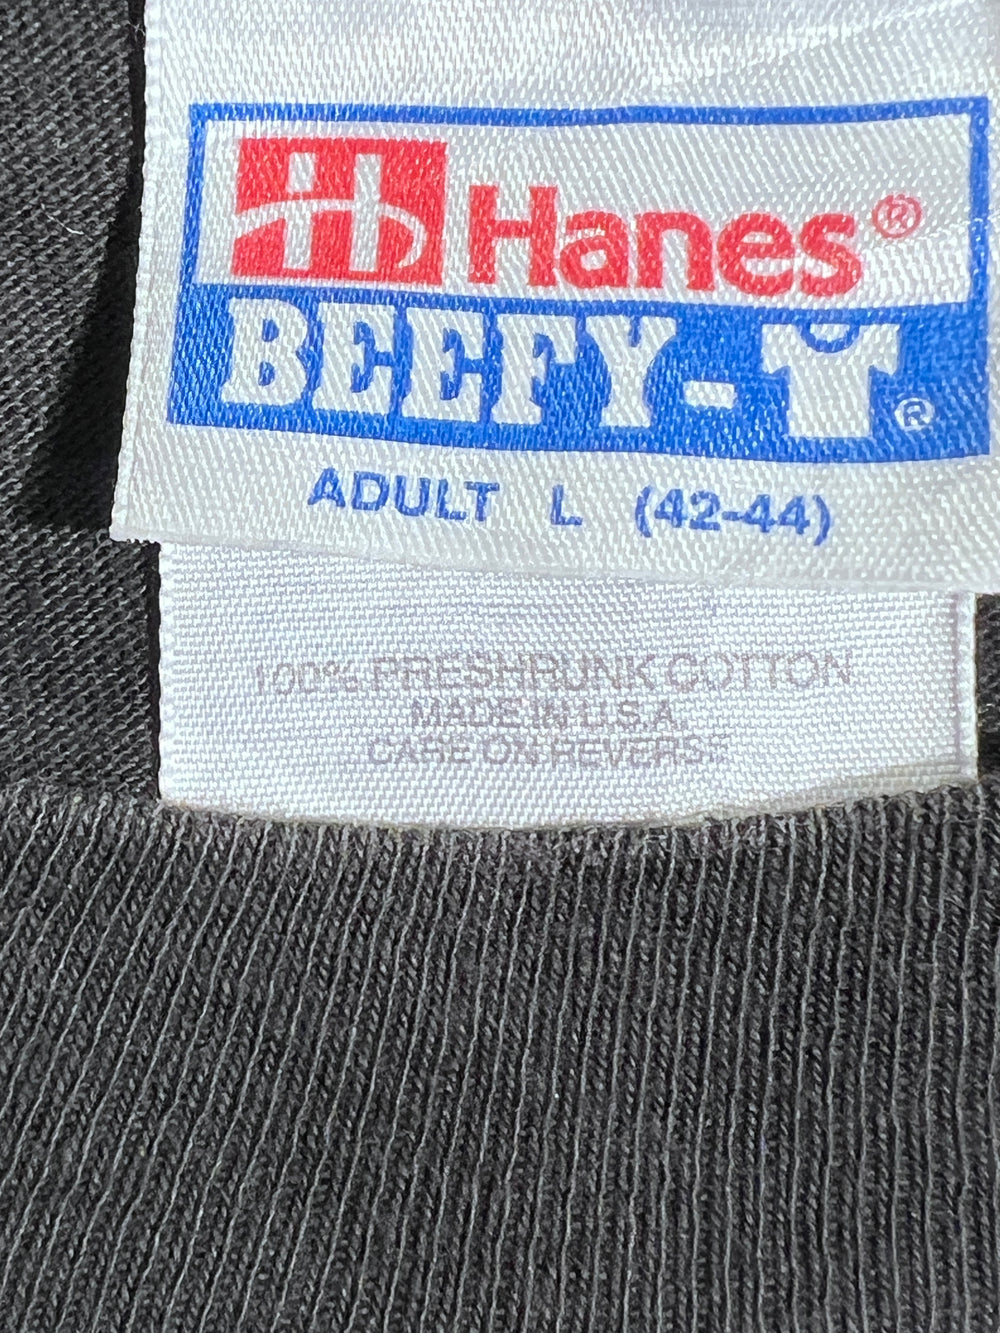 Hanes®
BEEFY-T®
ADULT L (42-44)
100% PRESHRUNK COTTON
MADE IN U.S.A.
CARE ON REVERSE